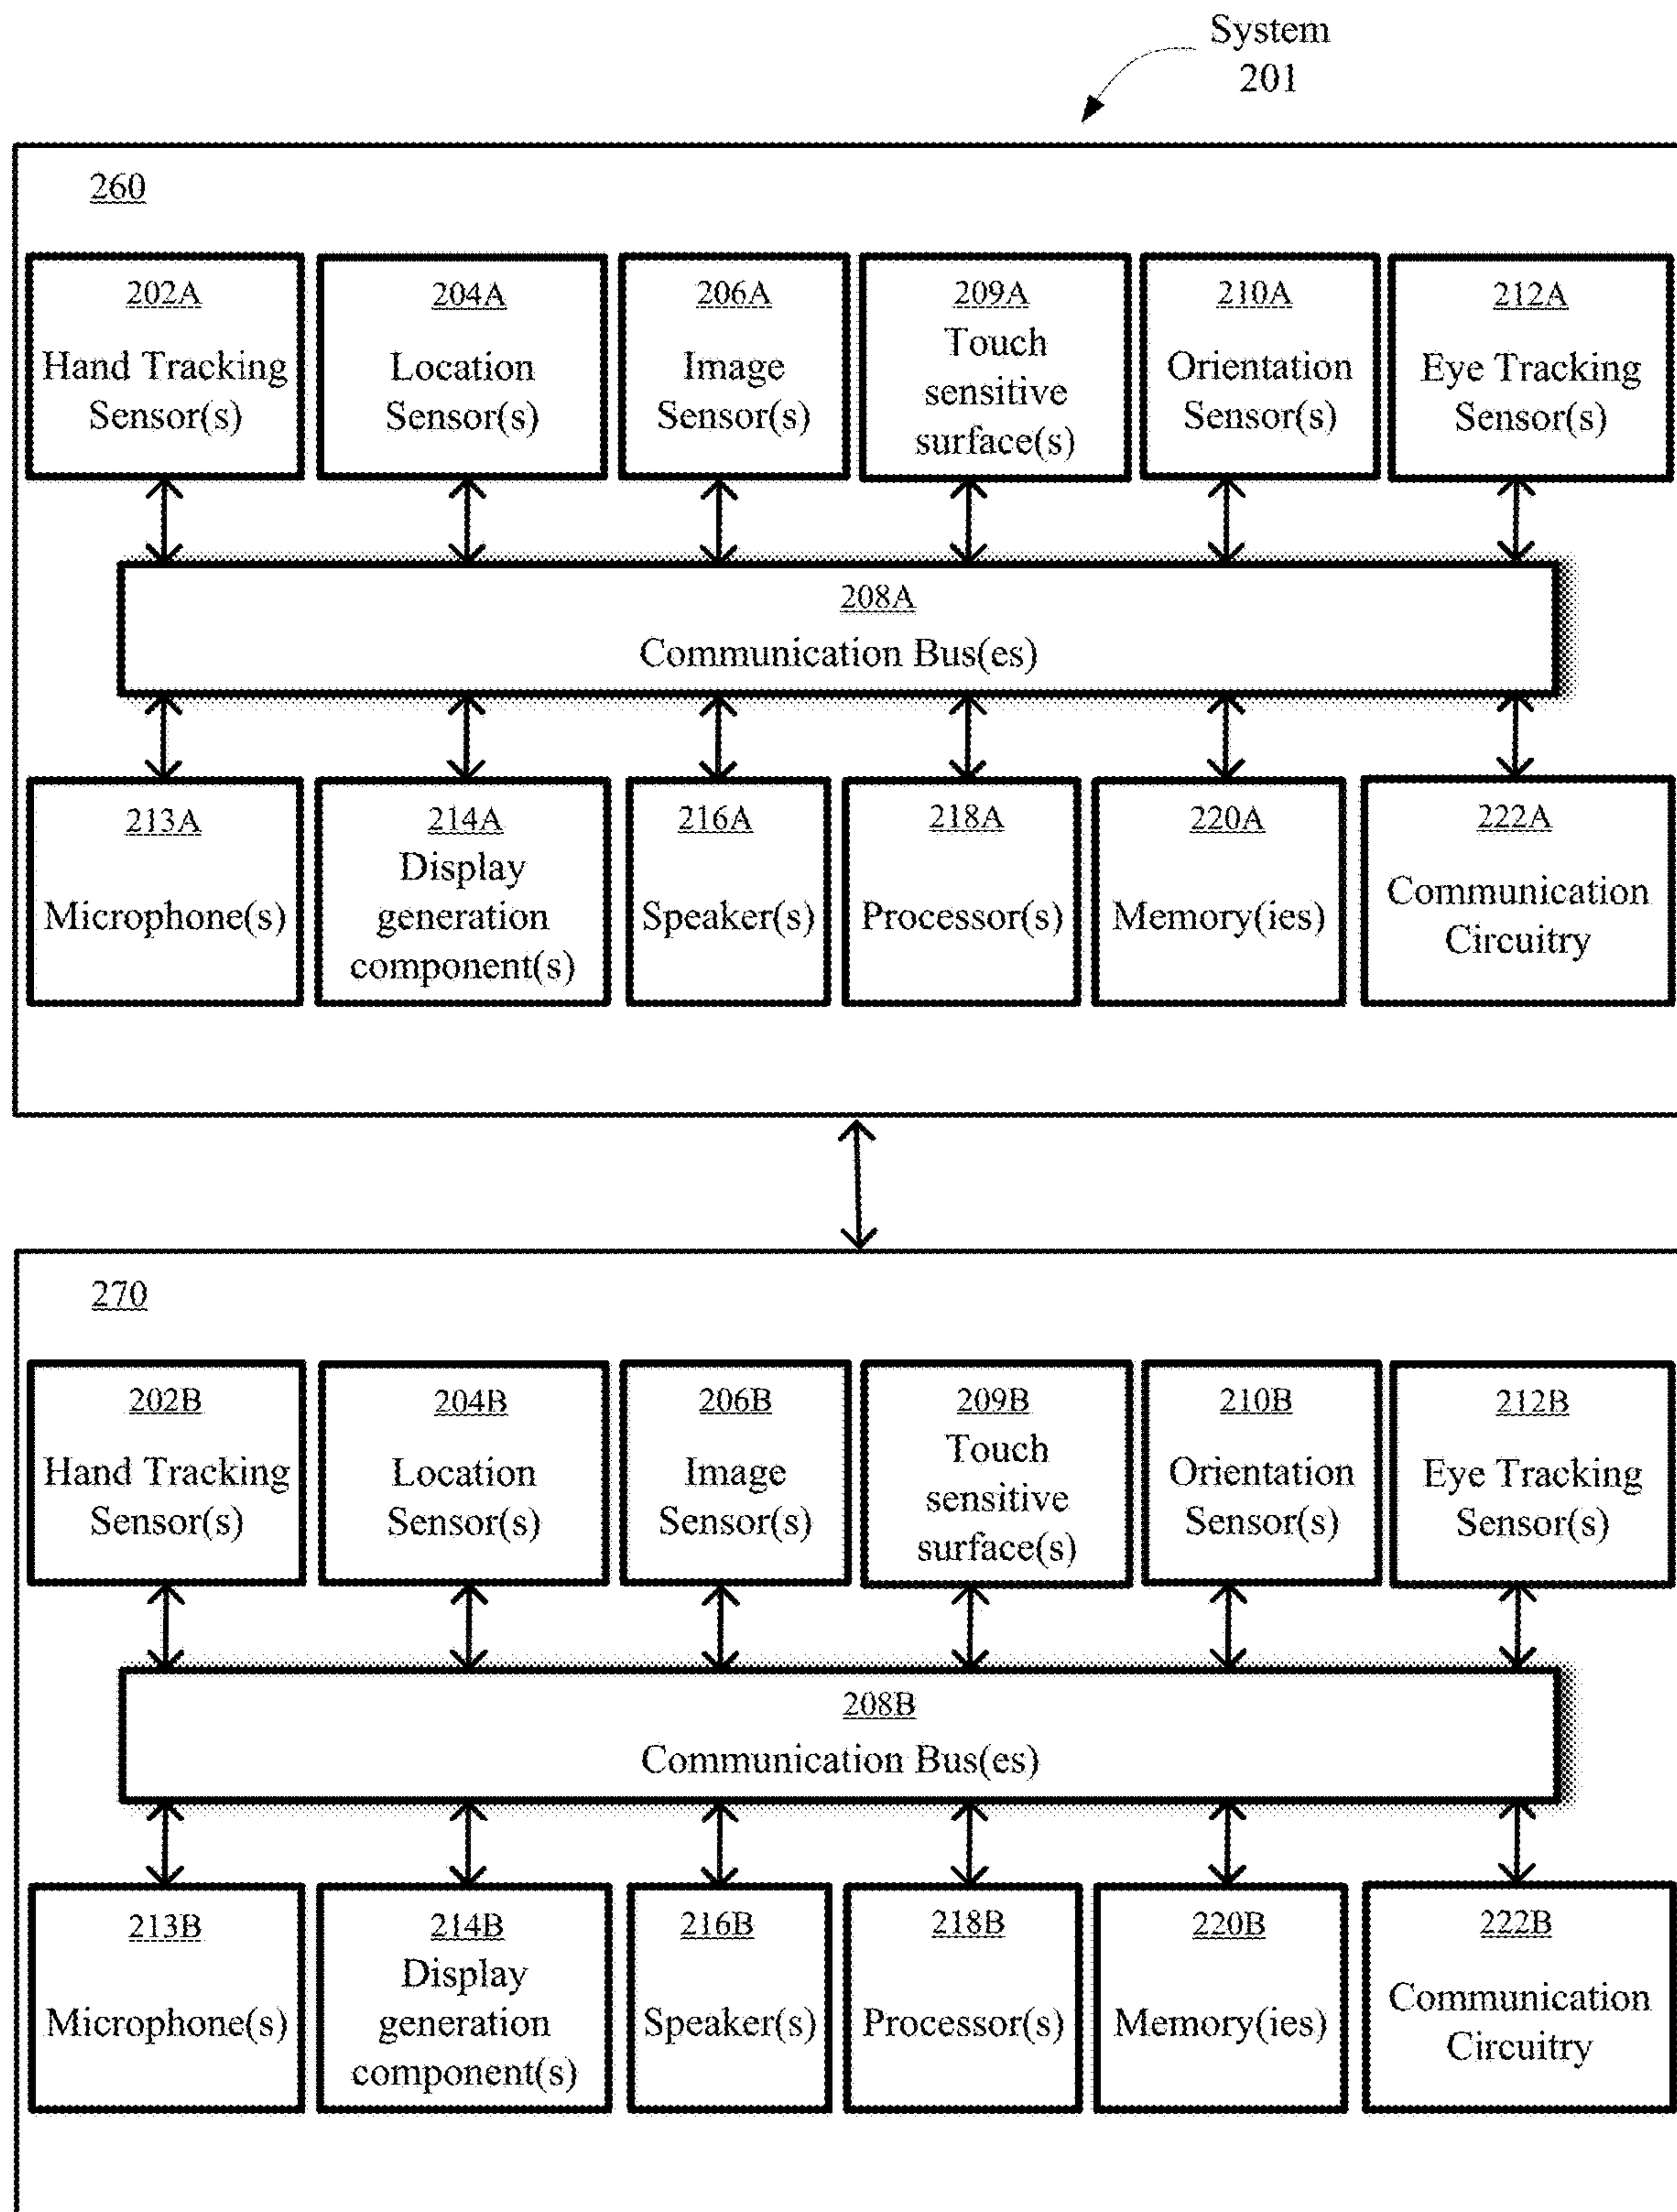 System
201
260
202A
Hand Tracking
Sensor(s)
204A
Location
Sensor(s)
206A
Image
Sensor(s)
209A
Touch
sensitive
surface(s)
210A
Orientation
Sensor(s)
212A
Eye Tracking
Sensor(s)
208A
Communication Bus(es)
213A
Microphone(s)
214A
Display
generation
component(s)
216A
Speaker(s)
218A
Processor(s)
220A
Memory(ies)
222A
Communication
Circuitry
270
202B
Hand Tracking
Sensor(s)
204B
Location
Sensor(s)
206B
Image
Sensor(s)
209B
Touch
sensitive
surface(s)
210B
Orientation
Sensor(s)
212B
Eye Tracking
Sensor(s)
208B
Communication Bus(es)
213B
Microphone(s)
214B
Display
generation
component(s)
216B
Speaker(s)
218B
Processor(s)
220B
Memory(ies)
222B
Communication
Circuitry